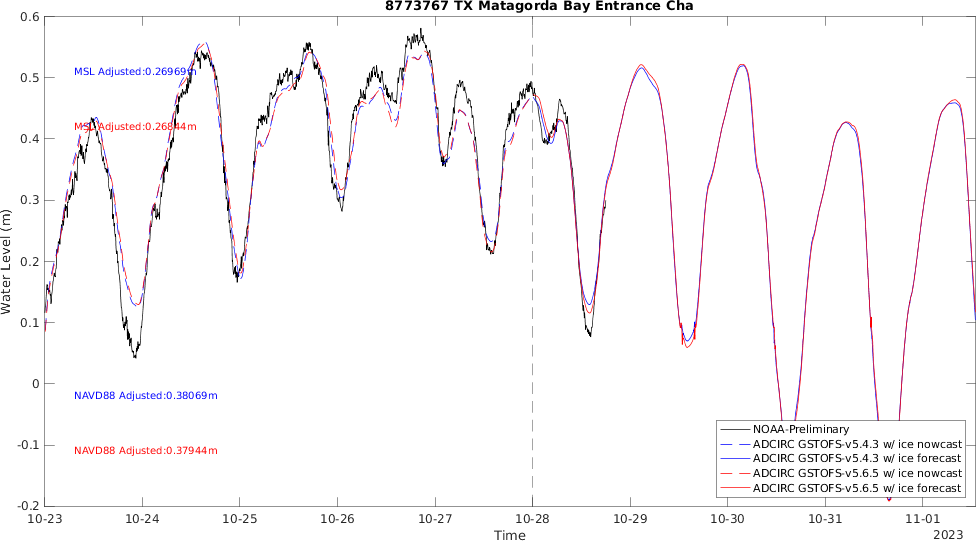 8773767 TX Matagorda Bay Entrance Cha
0.6
0.5
0.4
0.3
0.2
0.1
0
-0.1
-0.2
Water Level (m)
MSL Adjusted:0.26969m
MSL Adjusted:0.26844m
NAVD88 Adjusted:0.38069m
NAVD88 Adjusted:0.37944m
NOAA-Preliminary
ADCIRC GSTOFS-v5.4.3 w/ ice nowcast
ADCIRC GSTOFS-v5.4.3 w/ ice forecast
ADCIRC GSTOFS-v5.6.5 w/ ice nowcast
ADCIRC GSTOFS-v5.6.5 w/ ice forecast
10-23 10-24 10-25 10-26 10-27 10-28 10-29 10-30 10-31 11-01
Time
2023